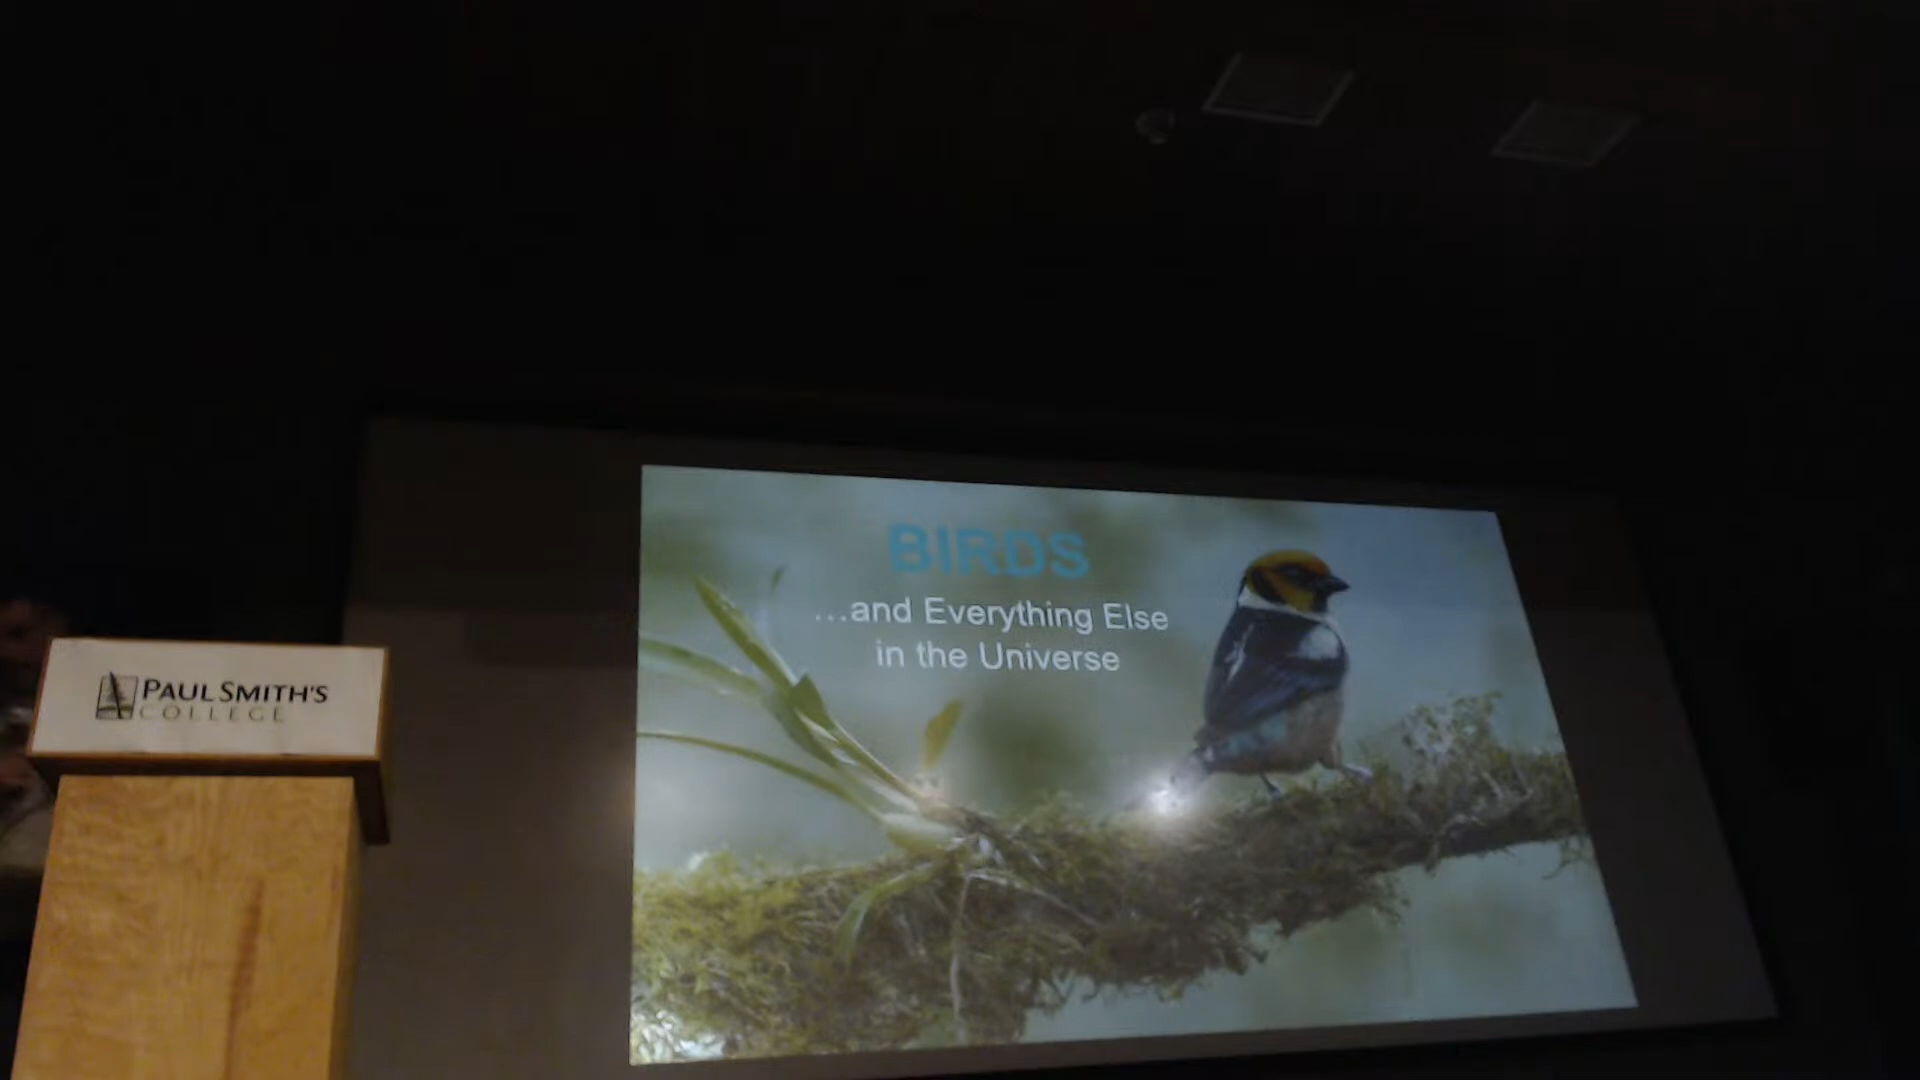 BIRDS
...and Everything Else
in the Universe
PAUL SMITH'S
COLLEGE